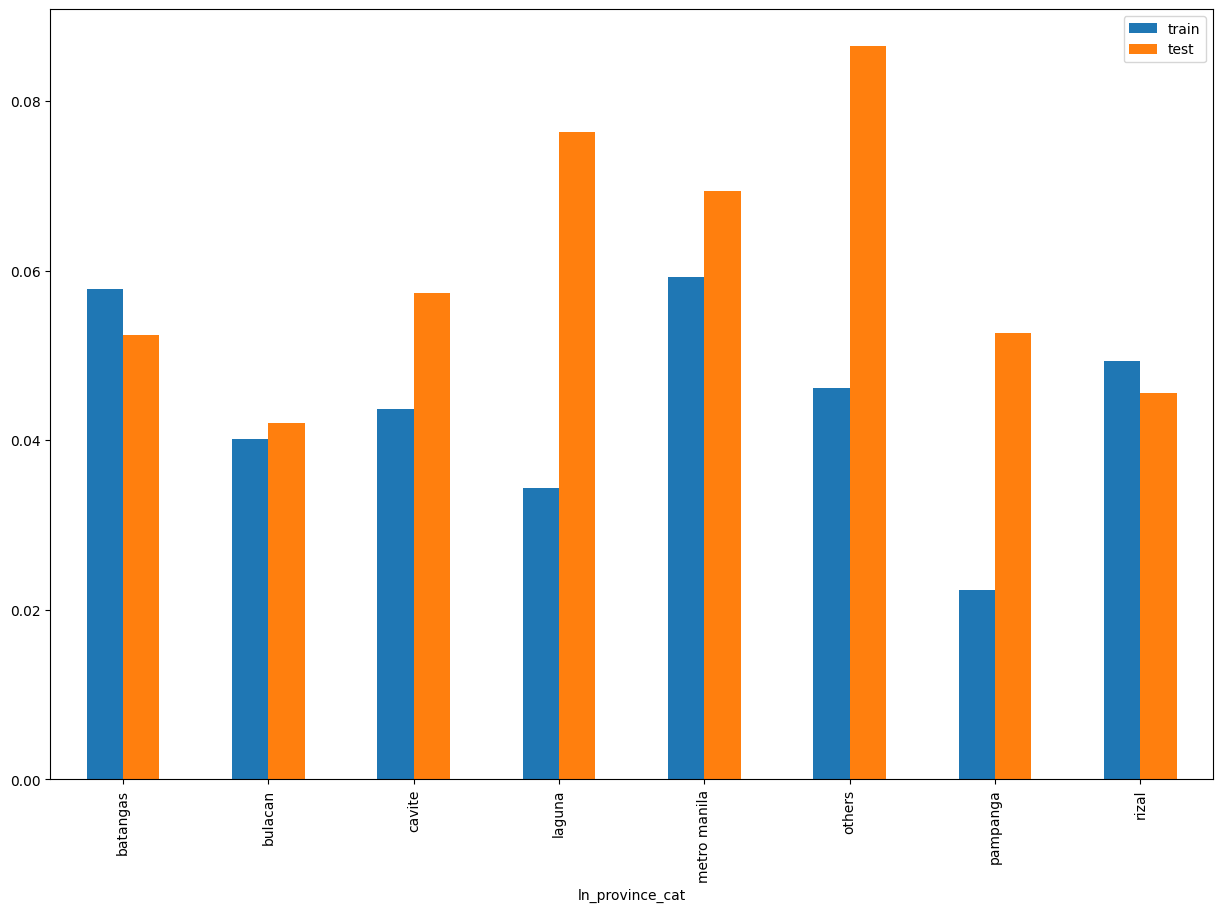 train
test
0.08
0.06
0.04
0.02
0.00
batangas
bulacan
cavite
laguna
metro manila
others
pampanga
rizal
ln_province_cat